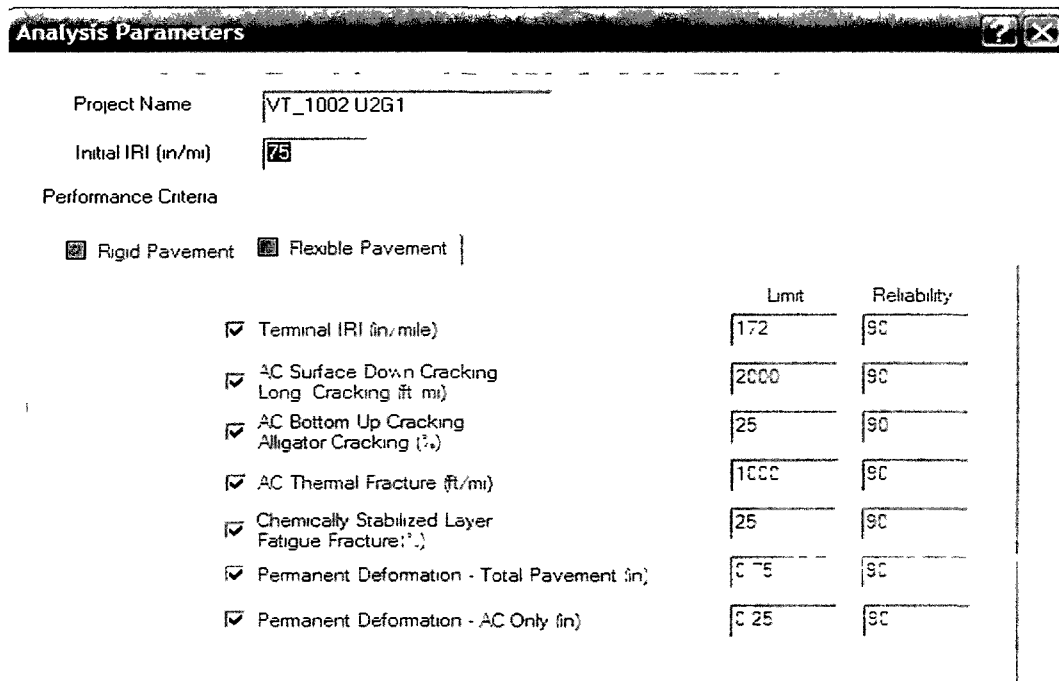 Analysis Parameters
Project Name VT_1002 U2G1
Initial IRI (in/mi) 75
Performance Criteria
Rigid Pavement Flexible Pavement
Limit Reliability
Terminal IRI (in/mile) 172 90
AC Surface Down Cracking
Long Cracking (ft/mi) 2000 90
AC Bottom Up Cracking
Alligator Cracking (%) 25 90
AC Thermal Fracture (ft/mi) 1000 90
Chemically Stabilized Layer
Fatigue Fracture(%) 25 90
Permanent Deformation - Total Pavement (in) 0.75 90
Permanent Deformation - AC Only (in) 0.25 90